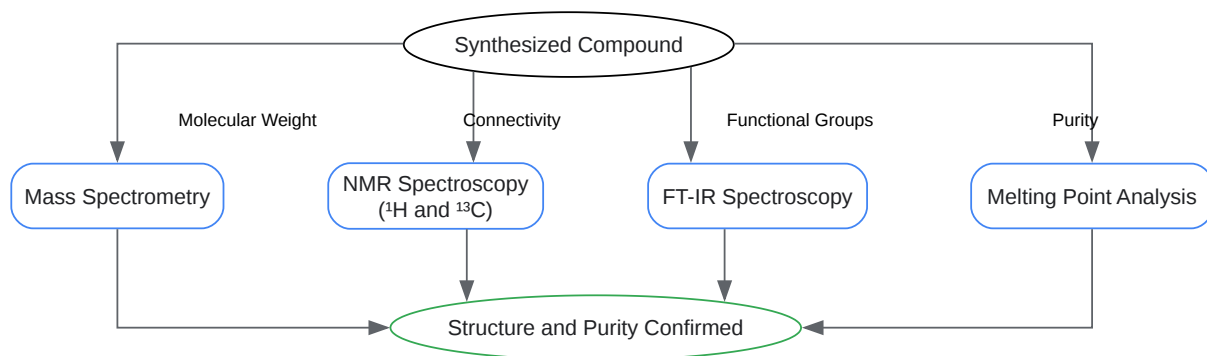 Synthesized Compound
Molecular Weight
Connectivity
Functional Groups
Purity
Mass Spectrometry
NMR Spectroscopy
(¹H and ¹³C)
FT-IR Spectroscopy
Melting Point Analysis
Structure and Purity Confirmed